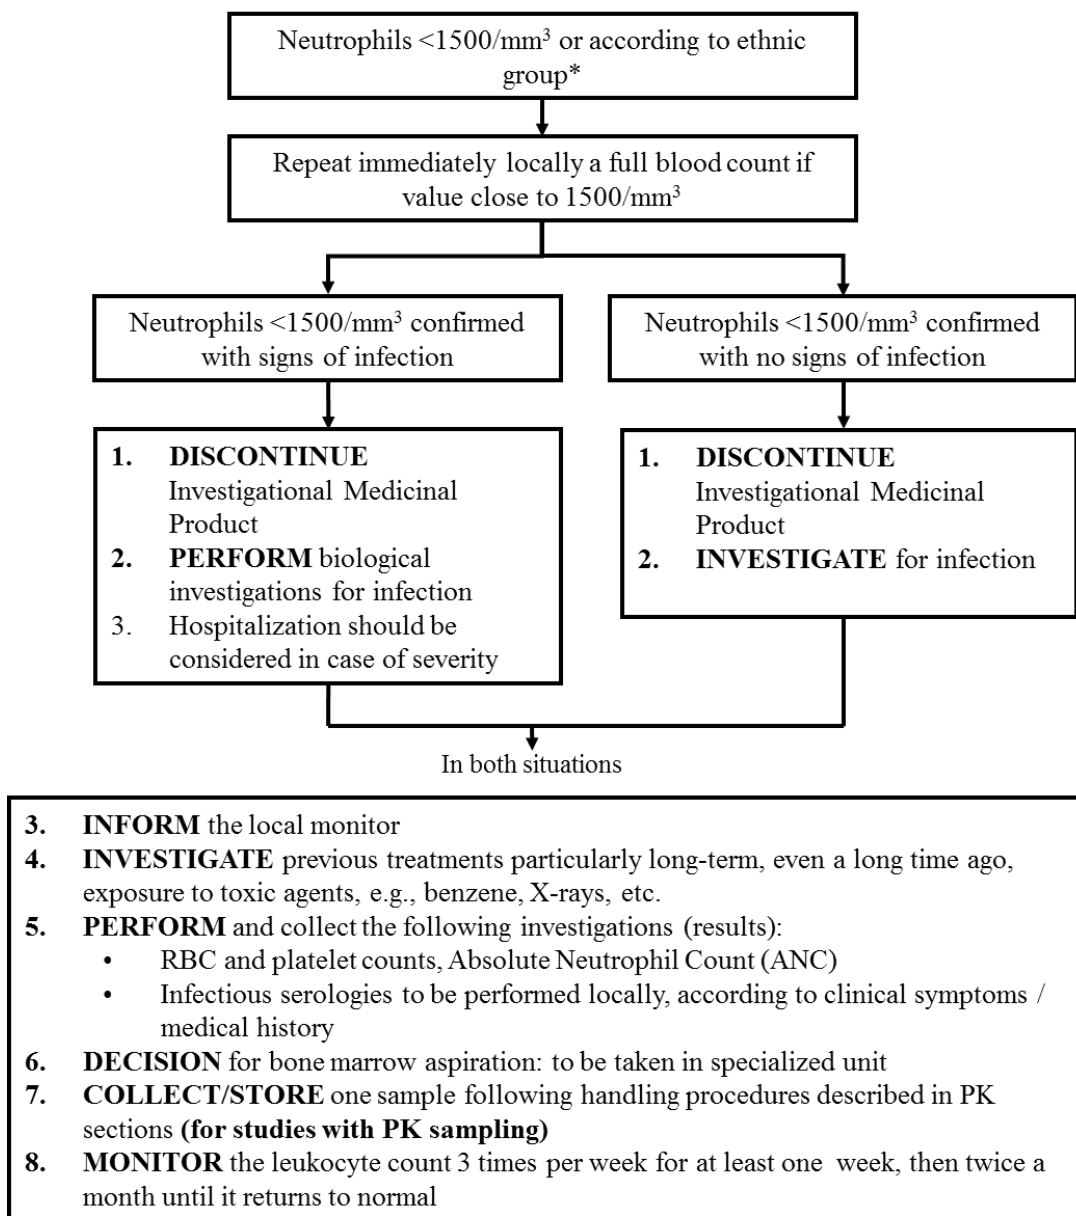 Neutrophils <1500/mm³ or according to ethnic
group*
Repeat immediately locally a full blood count if
value close to 1500/mm³
Neutrophils <1500/mm³ confirmed
with signs of infection
Neutrophils <1500/mm³ confirmed
with no signs of infection
1. DISCONTINUE
Investigational Medicinal
Product
2. PERFORM biological
investigations for infection
3. Hospitalization should be
considered in case of severity
1. DISCONTINUE
Investigational Medicinal
Product
2. INVESTIGATE for infection
In both situations
3. INFORM the local monitor
4. INVESTIGATE previous treatments particularly long-term, even a long time ago,
exposure to toxic agents, e.g., benzene, X-rays, etc.
5. PERFORM and collect the following investigations (results):
• RBC and platelet counts, Absolute Neutrophil Count (ANC)
• Infectious serologies to be performed locally, according to clinical symptoms /
medical history
6. DECISION for bone marrow aspiration: to be taken in specialized unit
7. COLLECT/STORE one sample following handling procedures described in PK
sections (for studies with PK sampling)
8. MONITOR the leukocyte count 3 times per week for at least one week, then twice a
month until it returns to normal